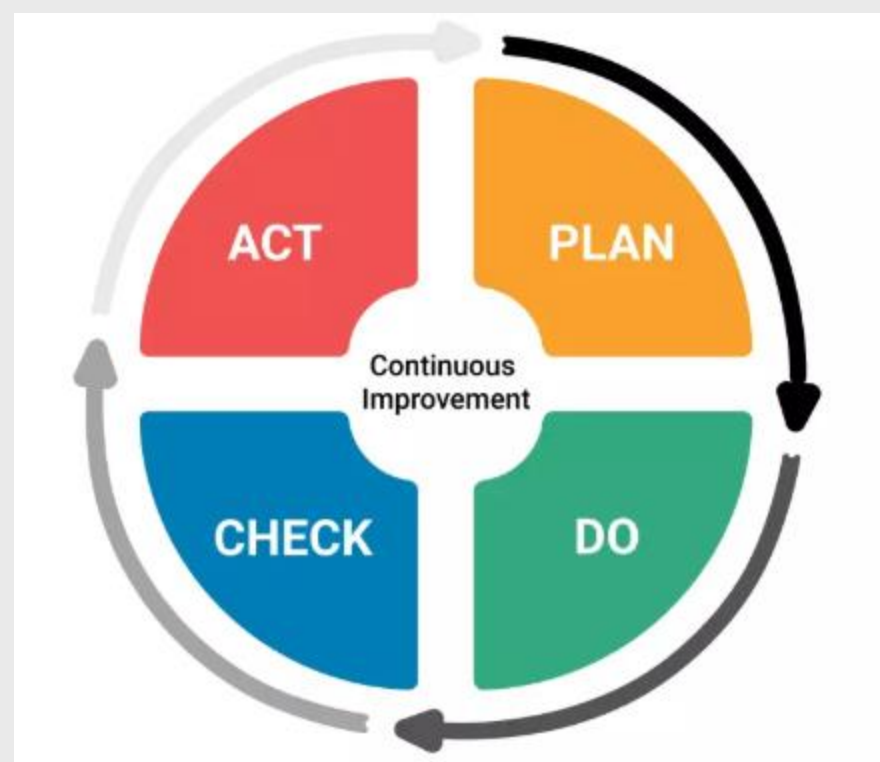 ACT
PLAN
Continuous
Improvement
CHECK
DO